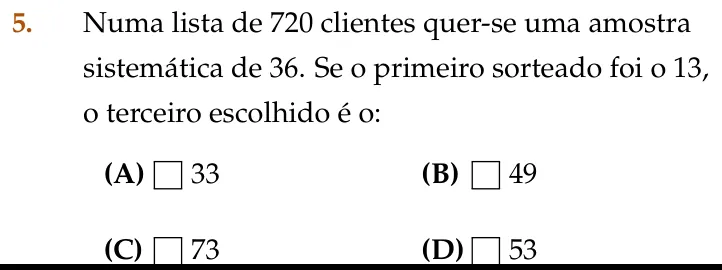 5. Numa lista de 720 clientes quer-se uma amostra
sistemática de 36. Se o primeiro sorteado foi o 13,
o terceiro escolhido é o:
(A) □ 33 (B) □ 49
(C) □ 73 (D) □ 53